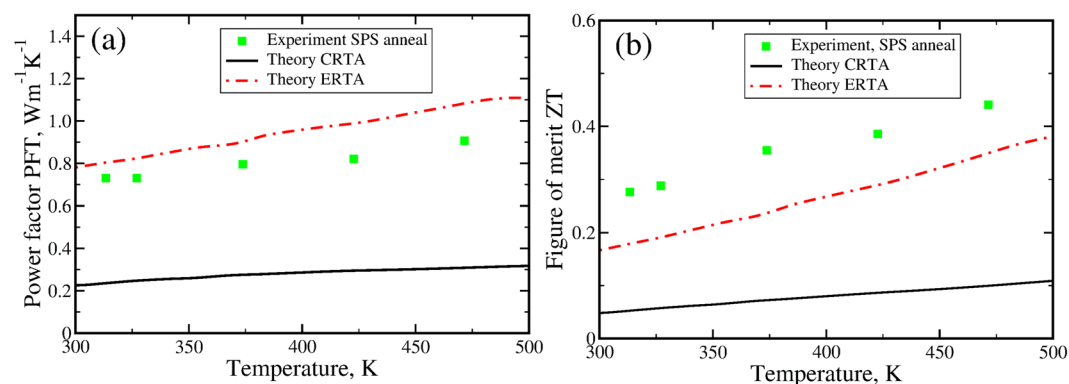 (a)
Experiment SPS anneal
Theory CRTA
Theory ERTA
Power factor PFT, Wm⁻¹K⁻¹
1.4
1.2
1.0
0.8
0.6
0.4
0.2
0
300
350
400
450
500
Temperature, K
(b)
Experiment, SPS anneal
Theory CRTA
Theory ERTA
Figure of merit ZT
0.6
0.4
0.2
0
300
350
400
450
500
Temperature, K